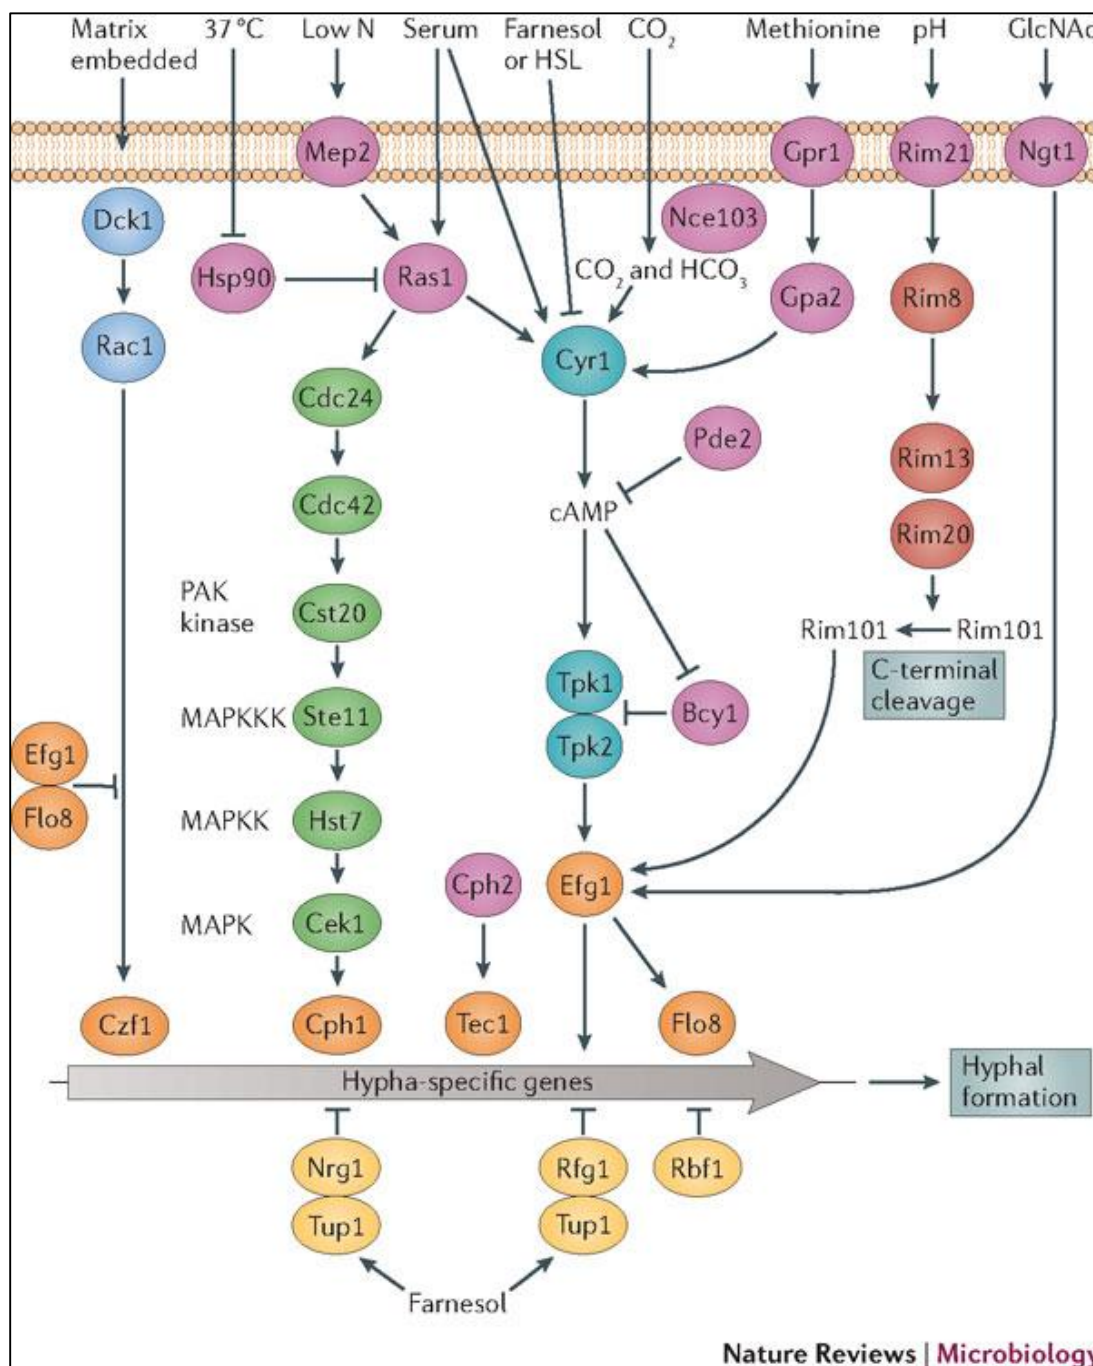 Matrix
embedded
37 °C
Low N
Serum
Farnesol
or HSL
CO2
Methionine
pH
GlcNAc
Mep2
Gpr1
Rim21
Ngt1
Dck1
Nce103
Hsp90
Ras1
CO2 and HCO3
Gpa2
Rim8
Rac1
Cyr1
Cdc24
Pde2
Rim13
Cdc42
cAMP
Rim20
PAK
kinase
Cst20
Rim101
Rim101
C-terminal
cleavage
Tpk1
Tpk2
Bcy1
MAPKKK
Ste11
Efg1
Flo8
MAPKK
Hst7
Cph2
Efg1
MAPK
Cek1
Czf1
Cph1
Tec1
Flo8
Hypha-specific genes
Hyphal
formation
Nrg1
Tup1
Rfg1
Tup1
Rbf1
Farnesol
Nature Reviews | Microbiology